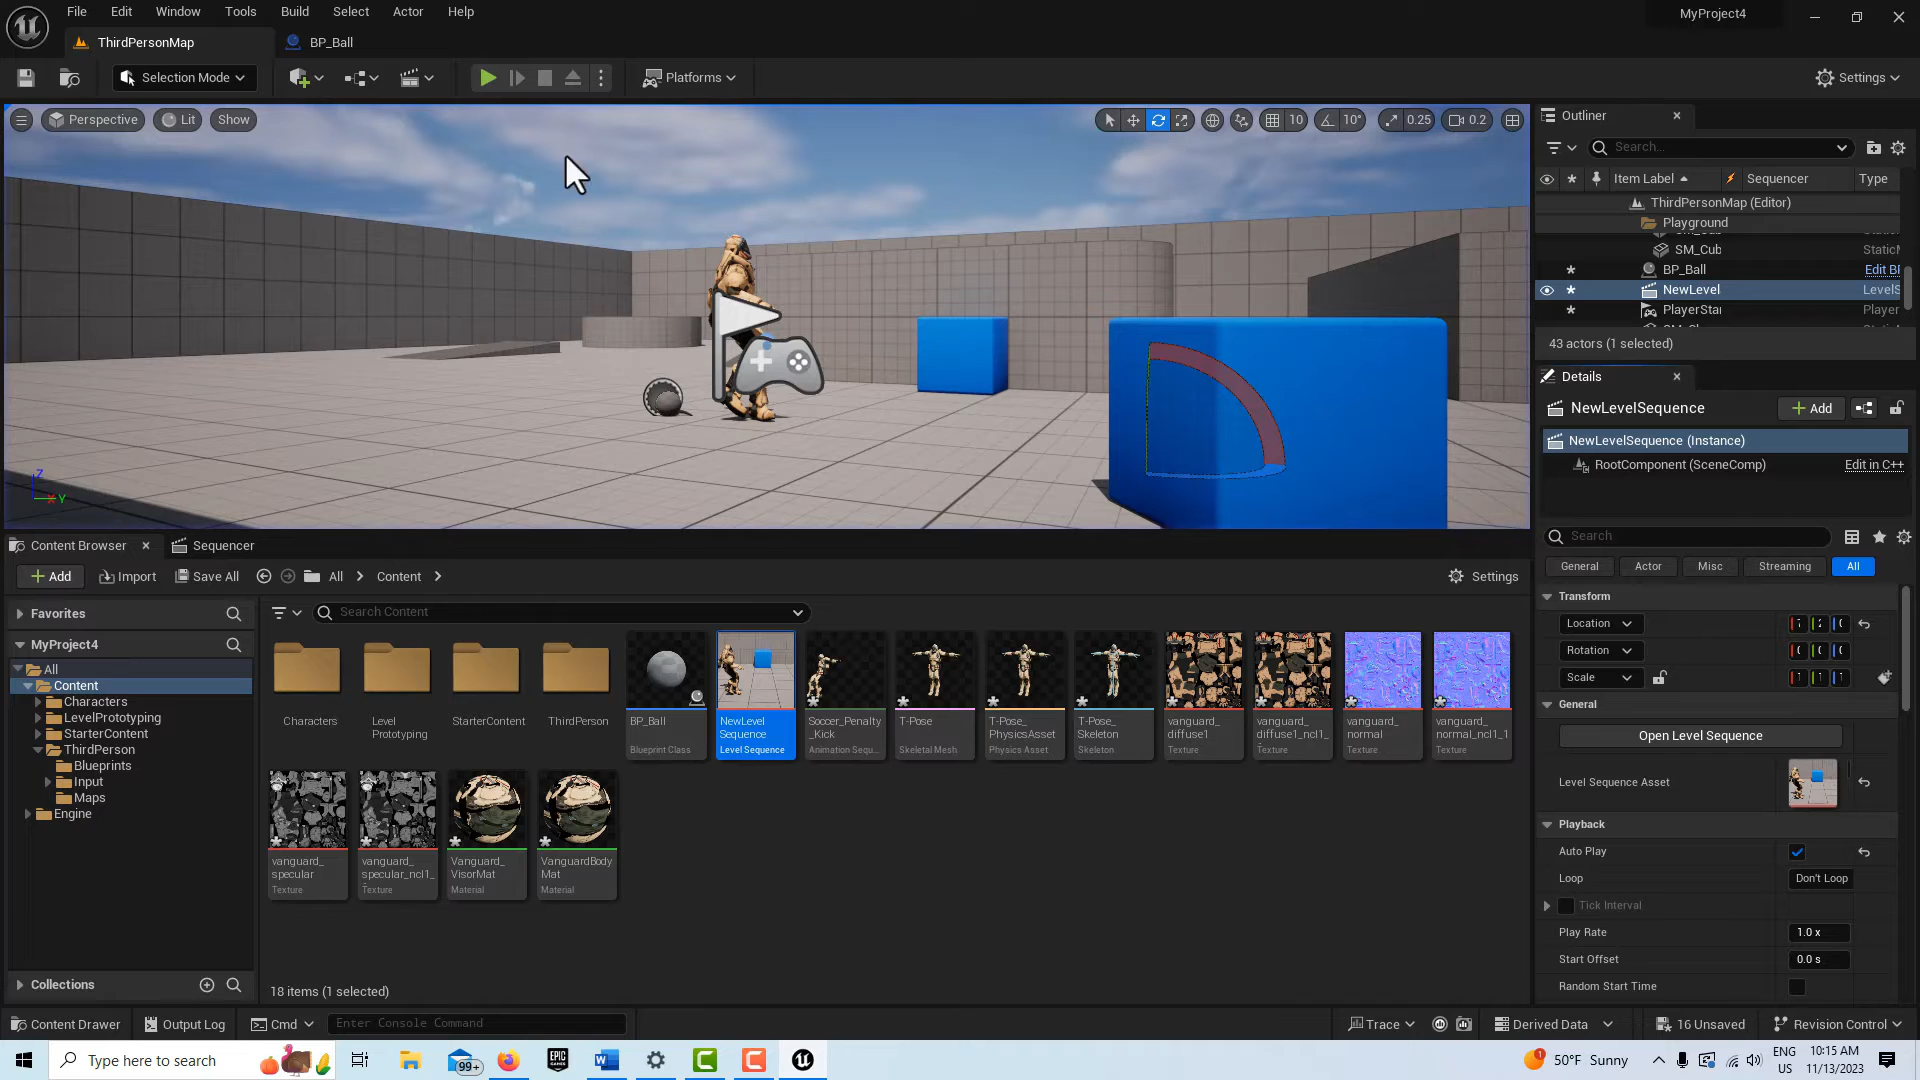 File Edit Window Tools Build Select Actor Help
MyProject4
ThirdPersonMap
BP_Ball
Selection Mode
Platforms
Settings
Perspective
Lit
Show
10
10°
0.25
0.2
Outliner
Search...
Item Label
Sequencer
Type
ThirdPersonMap (Editor)
Playground
SM_Cub
BP_Ball
Edit B
NewLevel
LevelS
PlayerStar
Player
43 actors (1 selected)
Details
NewLevelSequence
Add
NewLevelSequence (Instance)
RootComponent (SceneComp)
Edit in C++
Search
General
Actor
Misc
Streaming
All
Transform
Location
Rotation
Scale
General
Open Level Sequence
Level Sequence Asset
Playback
Auto Play
Loop
Don't Loop
Tick Interval
Play Rate
1.0 x
Start Offset
0.0 s
Random Start Time
Z
Y
Content Browser
Sequencer
Add
Import
Save All
All
Content
Settings
Favorites
Search Content
MyProject4
All
Content
Characters
LevelPrototyping
StarterContent
ThirdPerson
Blueprints
Input
Maps
Engine
Collections
Characters
Level
Prototyping
StarterContent
ThirdPerson
BP_Ball
Blueprint Class
NewLevel
Sequence
Level Sequence
Soccer_Penalty
_Kick
Animation Sequ...
T-Pose
Skeletal Mesh
T-Pose_
PhysicsAsset
Physics Asset
T-Pose_
Skeleton
Skeleton
vanguard_
diffuse1
Texture
vanguard_
diffuse1_ncl1_
Texture
vanguard_
normal
Texture
vanguard_
normal_ncl1_1
Texture
vanguard_
specular
Texture
vanguard_
specular_ncl1_
Texture
Vanguard_
VisorMat
Material
VanguardBody
Mat
Material
18 items (1 selected)
Content Drawer
Output Log
Cmd
Enter Console Command
Trace
Derived Data
16 Unsaved
Revision Control
Type here to search
99+
EPIC
GAMES
50°F Sunny
ENG
US
10:15 AM
11/13/2023